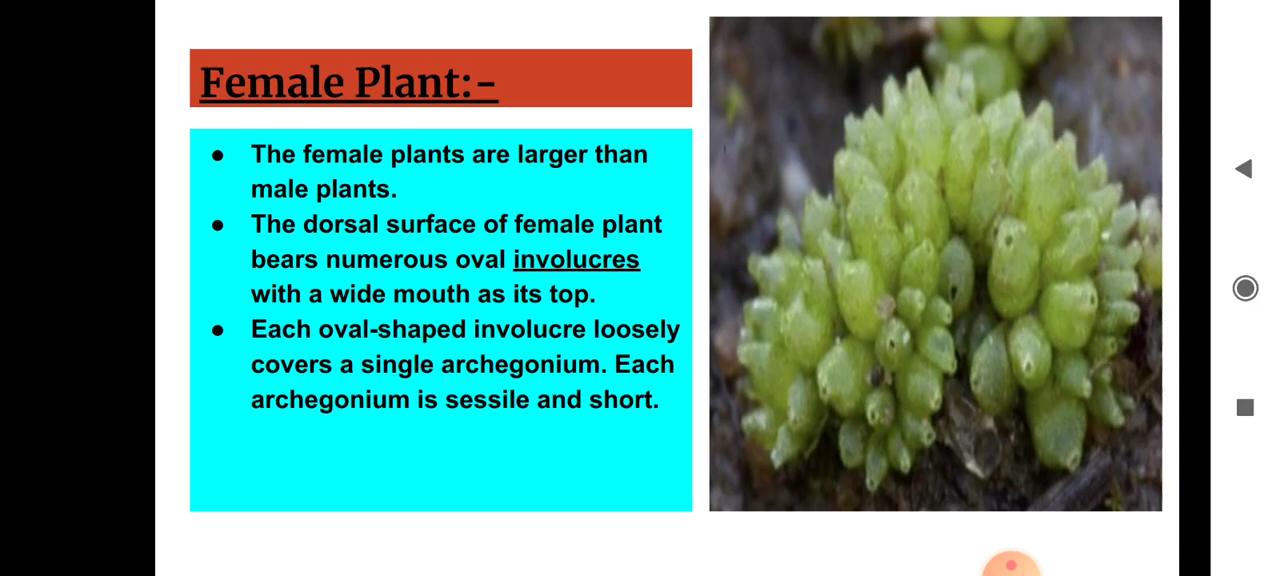 Female Plant:-
● The female plants are larger than
male plants.
● The dorsal surface of female plant
bears numerous oval involucres
with a wide mouth as its top.
● Each oval-shaped involucre loosely
covers a single archegonium. Each
archegonium is sessile and short.